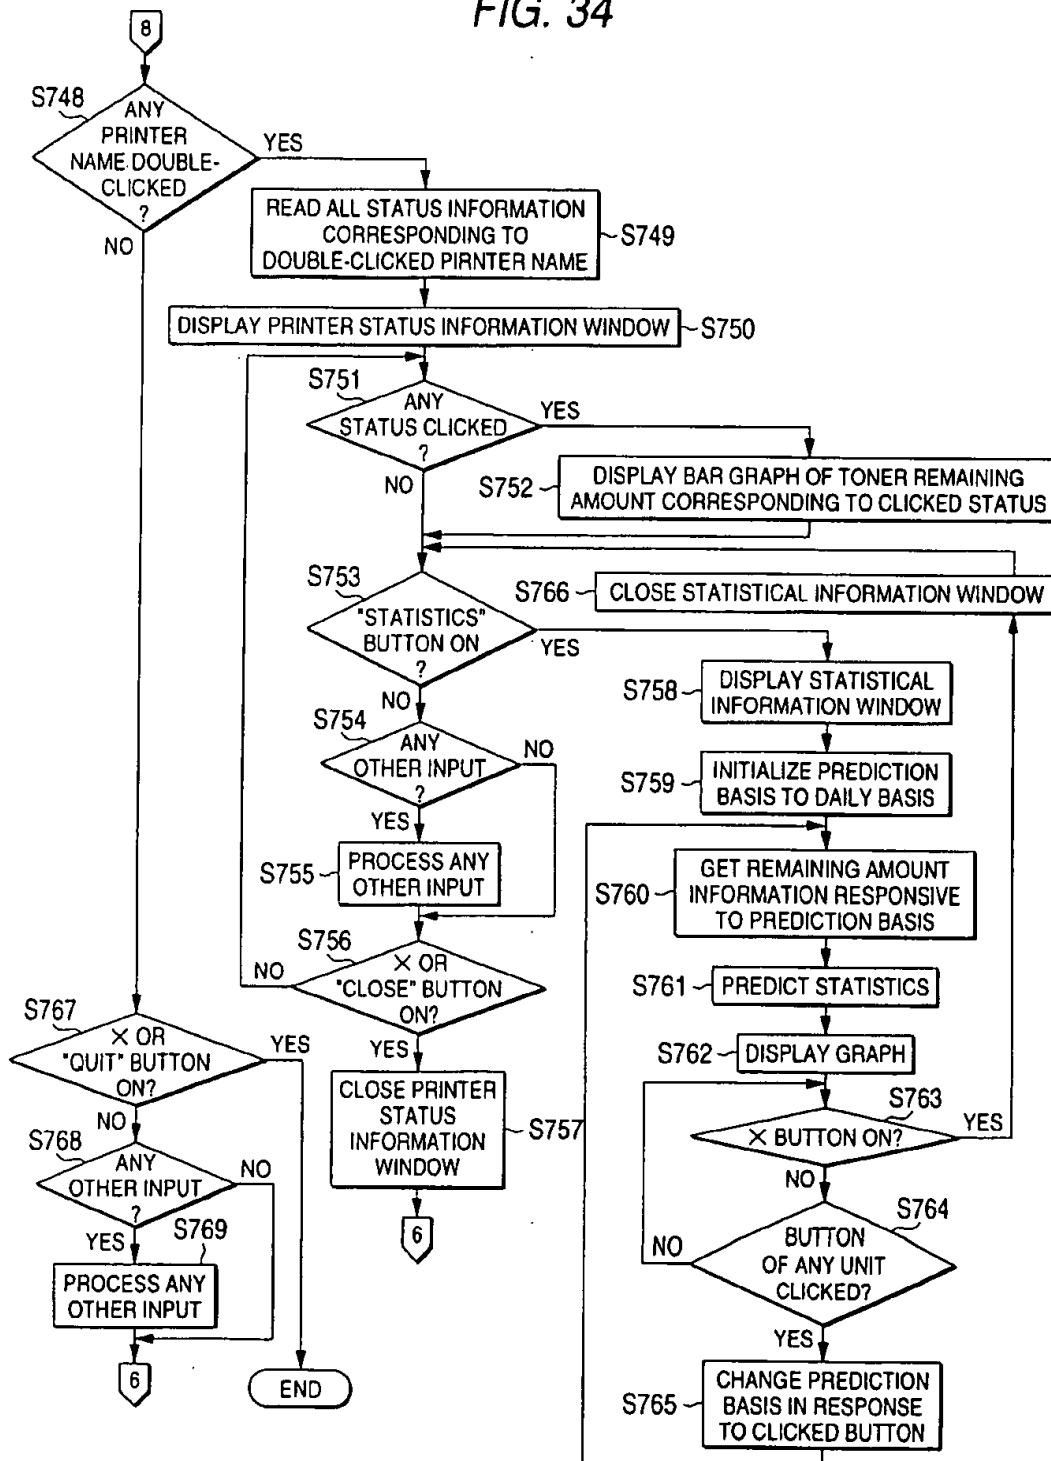 FIG. 34
8
S748
ANY
PRINTER
NAME DOUBLE-
CLICKED
?
YES
NO
READ ALL STATUS INFORMATION
CORRESPONDING TO
DOUBLE-CLICKED PIRNTER NAME
S749
DISPLAY PRINTER STATUS INFORMATION WINDOW
S750
S751
ANY
STATUS CLICKED
?
YES
NO
S752
DISPLAY BAR GRAPH OF TONER REMAINING
AMOUNT CORRESPONDING TO CLICKED STATUS
S753
"STATISTICS"
BUTTON ON
?
YES
NO
S766
CLOSE STATISTICAL INFORMATION WINDOW
S758
DISPLAY STATISTICAL
INFORMATION WINDOW
S754
ANY
OTHER INPUT
?
NO
YES
S759
INITIALIZE PREDICTION
BASIS TO DAILY BASIS
S755
PROCESS ANY
OTHER INPUT
S760
GET REMAINING AMOUNT
INFORMATION RESPONSIVE
TO PREDICTION BASIS
S756
X OR
"CLOSE" BUTTON
ON?
NO
YES
S761
PREDICT STATISTICS
S762
DISPLAY GRAPH
S767
X OR
"QUIT" BUTTON
ON?
YES
NO
CLOSE PRINTER
STATUS
INFORMATION
WINDOW
S757
6
S763
X BUTTON ON?
YES
NO
S768
ANY
OTHER INPUT
?
NO
YES
S769
PROCESS ANY
OTHER INPUT
6
END
S764
BUTTON
OF ANY UNIT
CLICKED?
NO
YES
S765
CHANGE PREDICTION
BASIS IN RESPONSE
TO CLICKED BUTTON